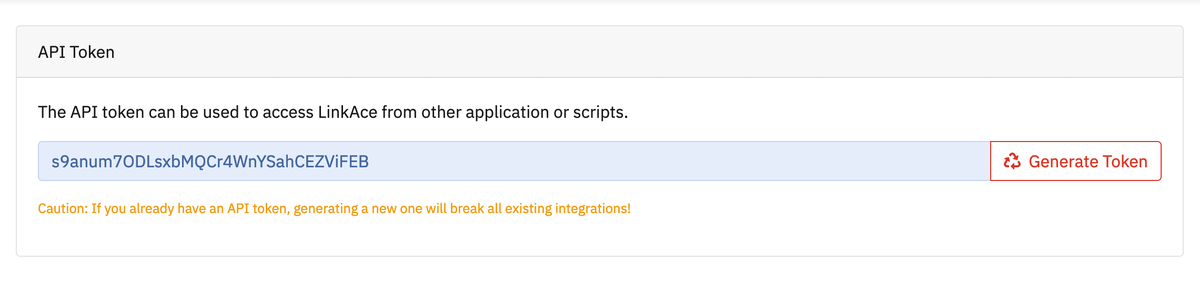 API Token
The API token can be used to access LinkAce from other application or scripts.
s9anum7ODLsxbMQCr4WnYSahCEZViFEB
Generate Token
Caution: If you already have an API token, generating a new one will break all existing integrations!